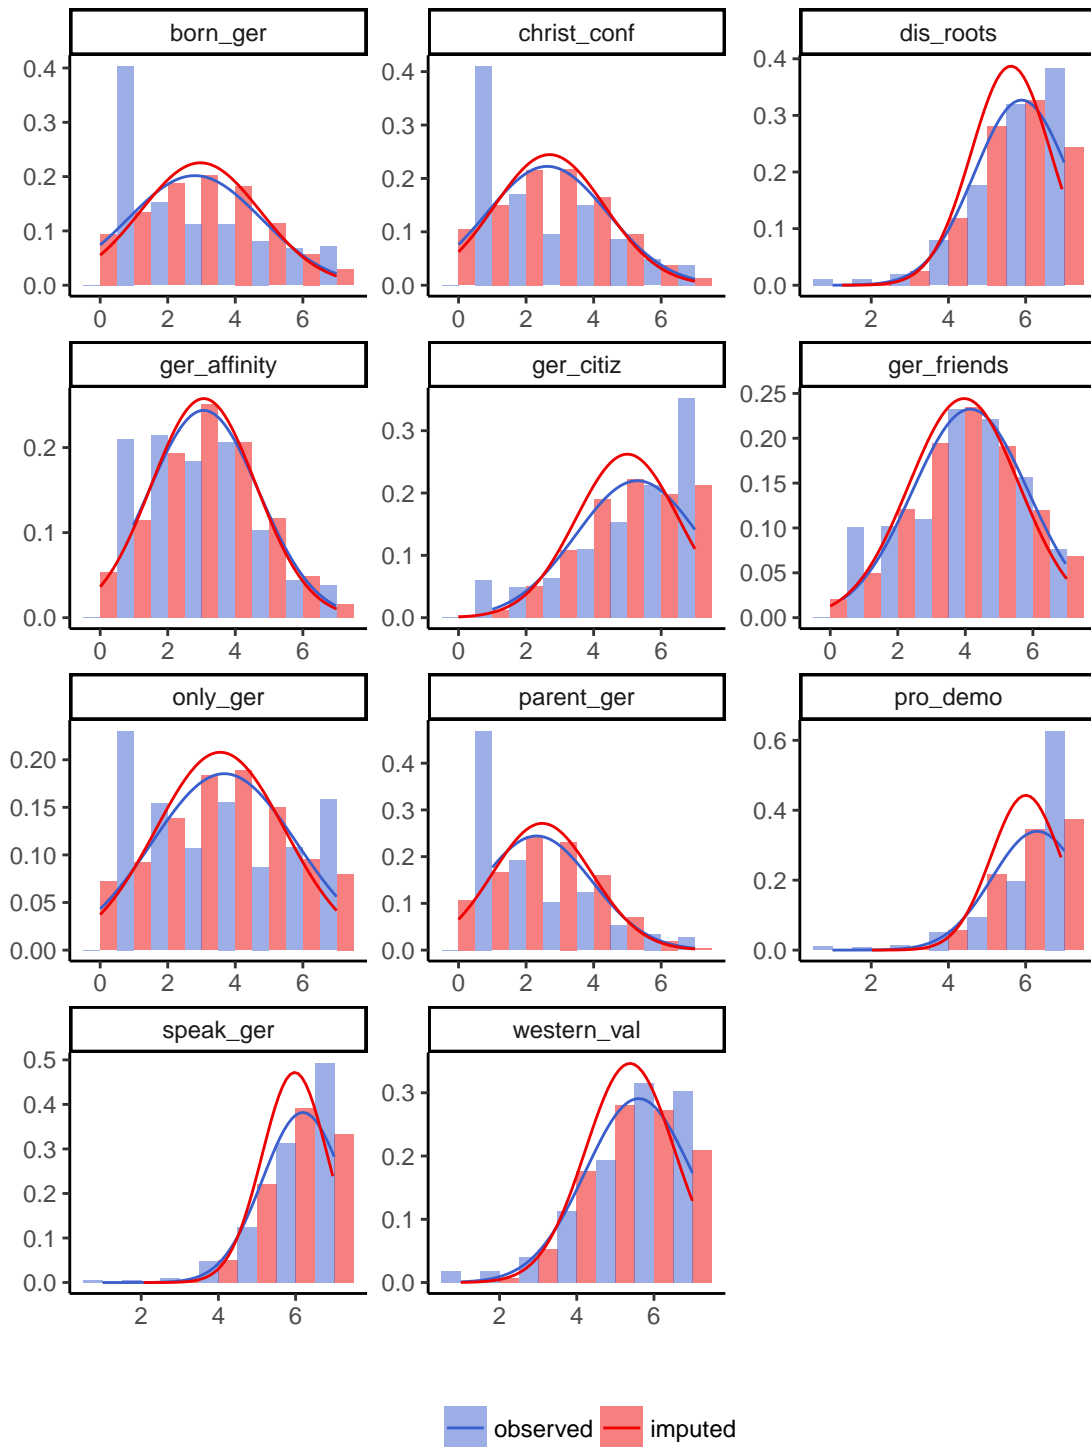 born_ger christ_conf dis_roots
0.4 0.3 0.2 0.1 0.0
0 2 4 6
0.4 0.3 0.2 0.1 0.0
0 2 4 6
0.4 0.3 0.2 0.1 0.0
2 4 6
ger_affinity ger_citiz ger_friends
0.2 0.1 0.0
0 2 4 6
0.3 0.2 0.1 0.0
0 2 4 6
0.25 0.20 0.15 0.10 0.05 0.00
0 2 4 6
only_ger parent_ger pro_demo
0.20 0.15 0.10 0.05 0.00
0 2 4 6
0.4 0.3 0.2 0.1 0.0
0 2 4 6
0.6 0.4 0.2 0.0
2 4 6
speak_ger western_val
0.5 0.4 0.3 0.2 0.1 0.0
2 4 6
0.3 0.2 0.1 0.0
2 4 6
observed imputed